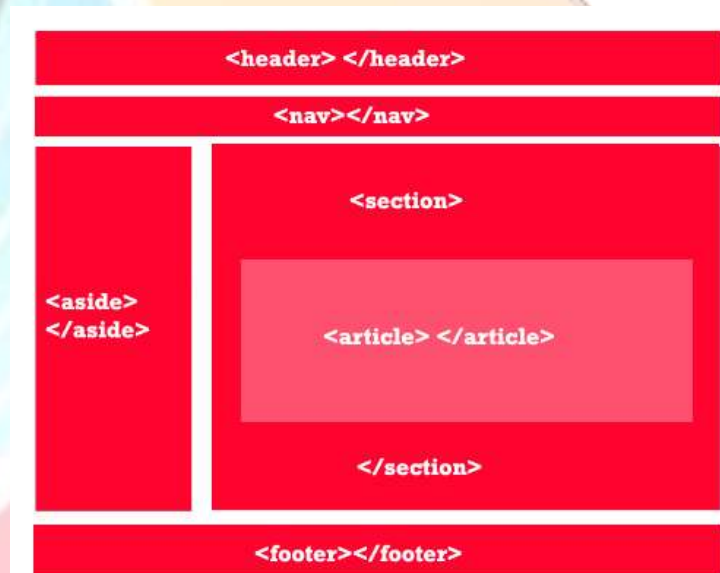 <header> </header>
<nav></nav>
<section>
<aside>
</aside>
<article> </article>
</section>
<footer></footer>